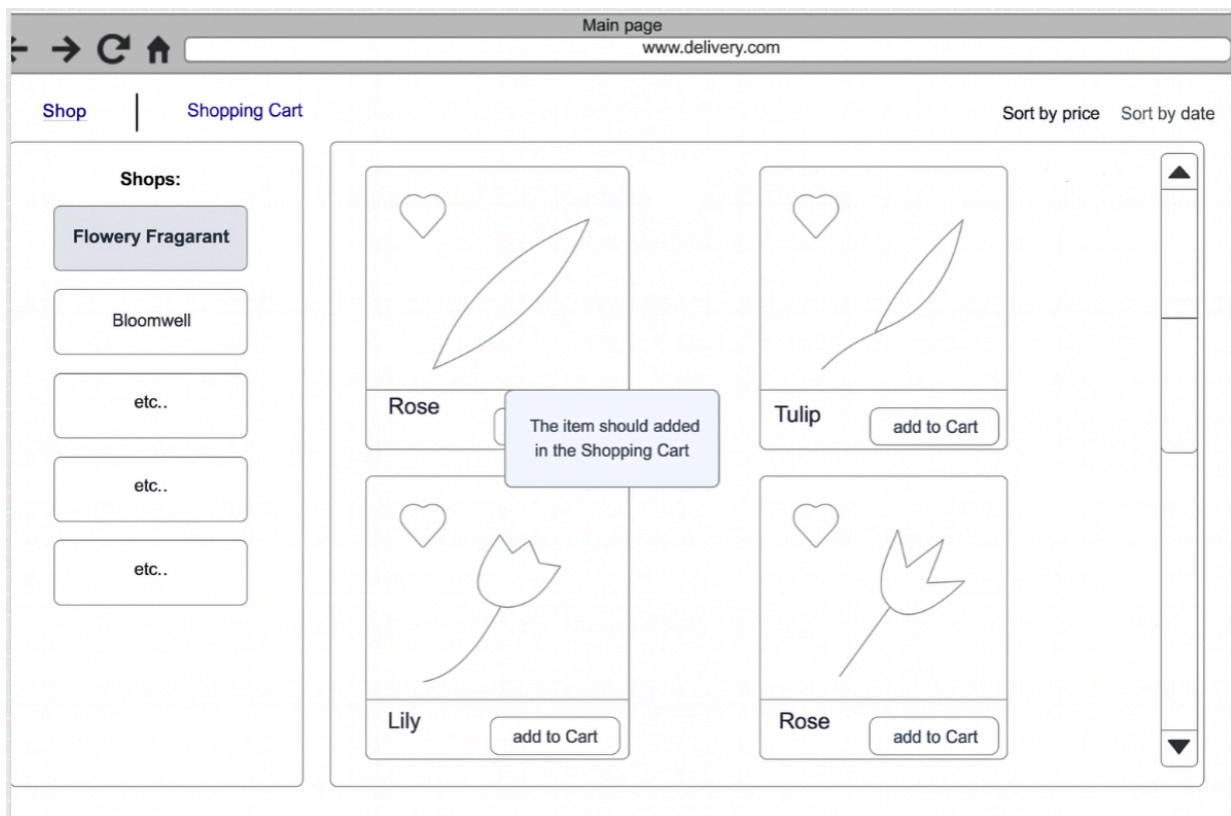 Main page
www.delivery.com
Shop
Shopping Cart
Sort by price
Sort by date
Shops:
Flowery Fragarant
Bloomwell
etc..
etc..
etc..
Rose
The item should added
in the Shopping Cart
Tulip
add to Cart
Lily
add to Cart
Rose
add to Cart